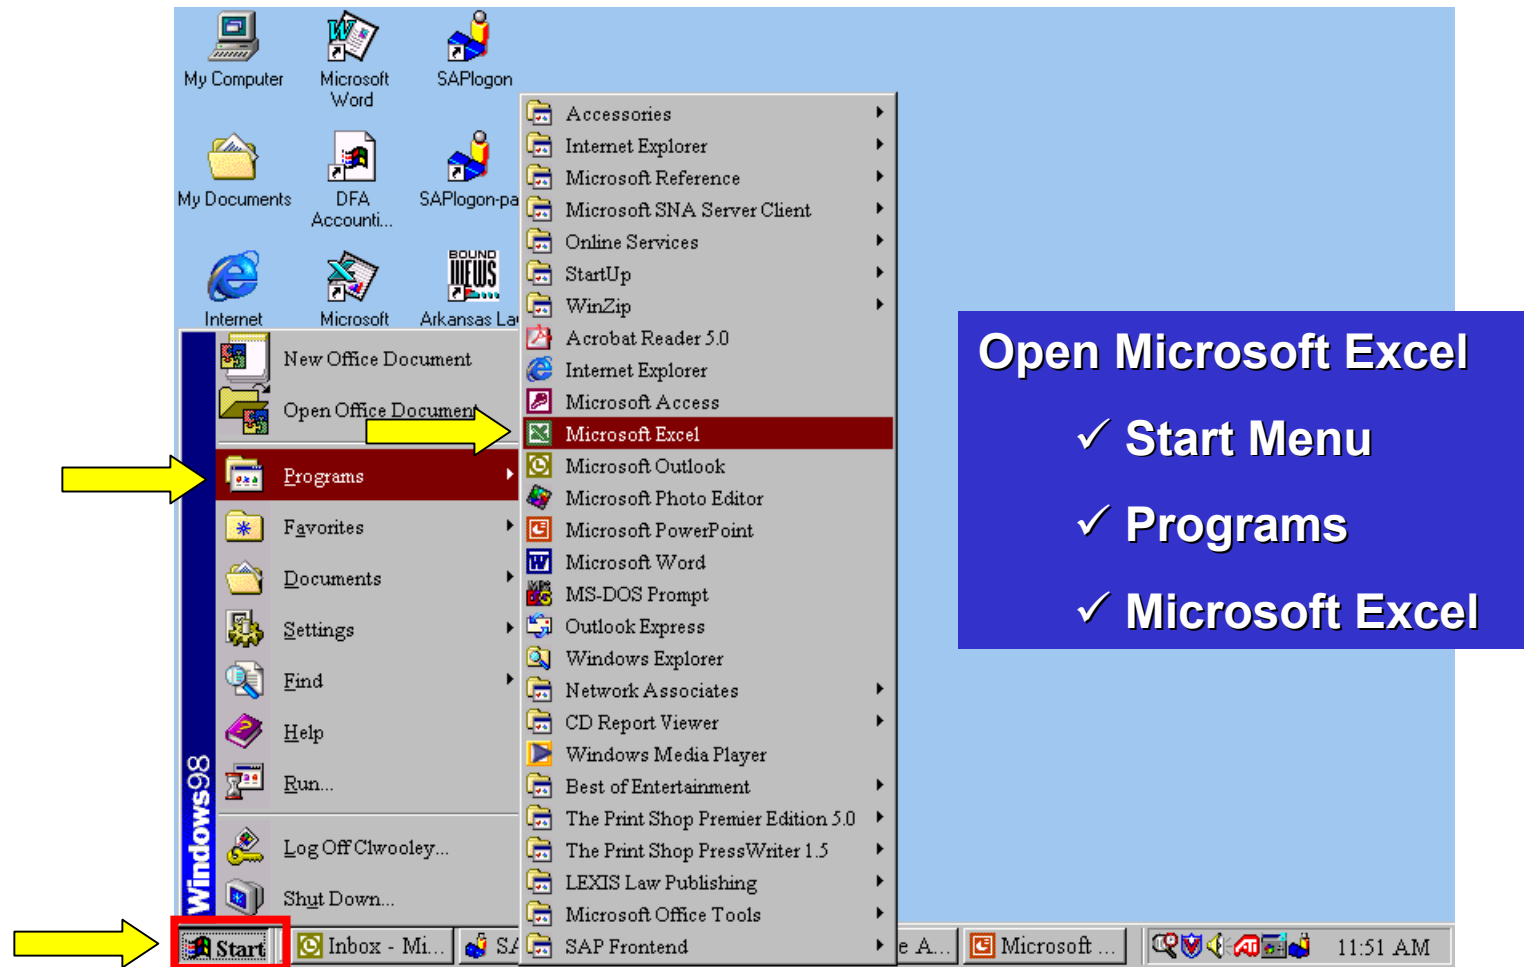 My Computer
Microsoft
Word
SAPlogon
My Documents
DFA
Accounti...
SAPlogon-pa
BOUND
VIEWS
Internet
Microsoft
Arkansas La
New Office Document
Open Office Document
Programs
Favorites
Documents
Settings
Find
Help
Run...
Log Off Clwooley...
Shut Down...
Windows98
Accessories
Internet Explorer
Microsoft Reference
Microsoft SNA Server Client
Online Services
StartUp
WinZip
Acrobat Reader 5.0
Internet Explorer
Microsoft Access
Microsoft Excel
Microsoft Outlook
Microsoft Photo Editor
Microsoft PowerPoint
Microsoft Word
MS-DOS Prompt
Outlook Express
Windows Explorer
Network Associates
CD Report Viewer
Windows Media Player
Best of Entertainment
The Print Shop Premier Edition 5.0
The Print Shop PressWriter 1.5
LEXIS Law Publishing
Microsoft Office Tools
SAP Frontend
Open Microsoft Excel
✓ Start Menu
✓ Programs
✓ Microsoft Excel
Start
Inbox - Mi...
SA
e A...
Microsoft ...
11:51 AM